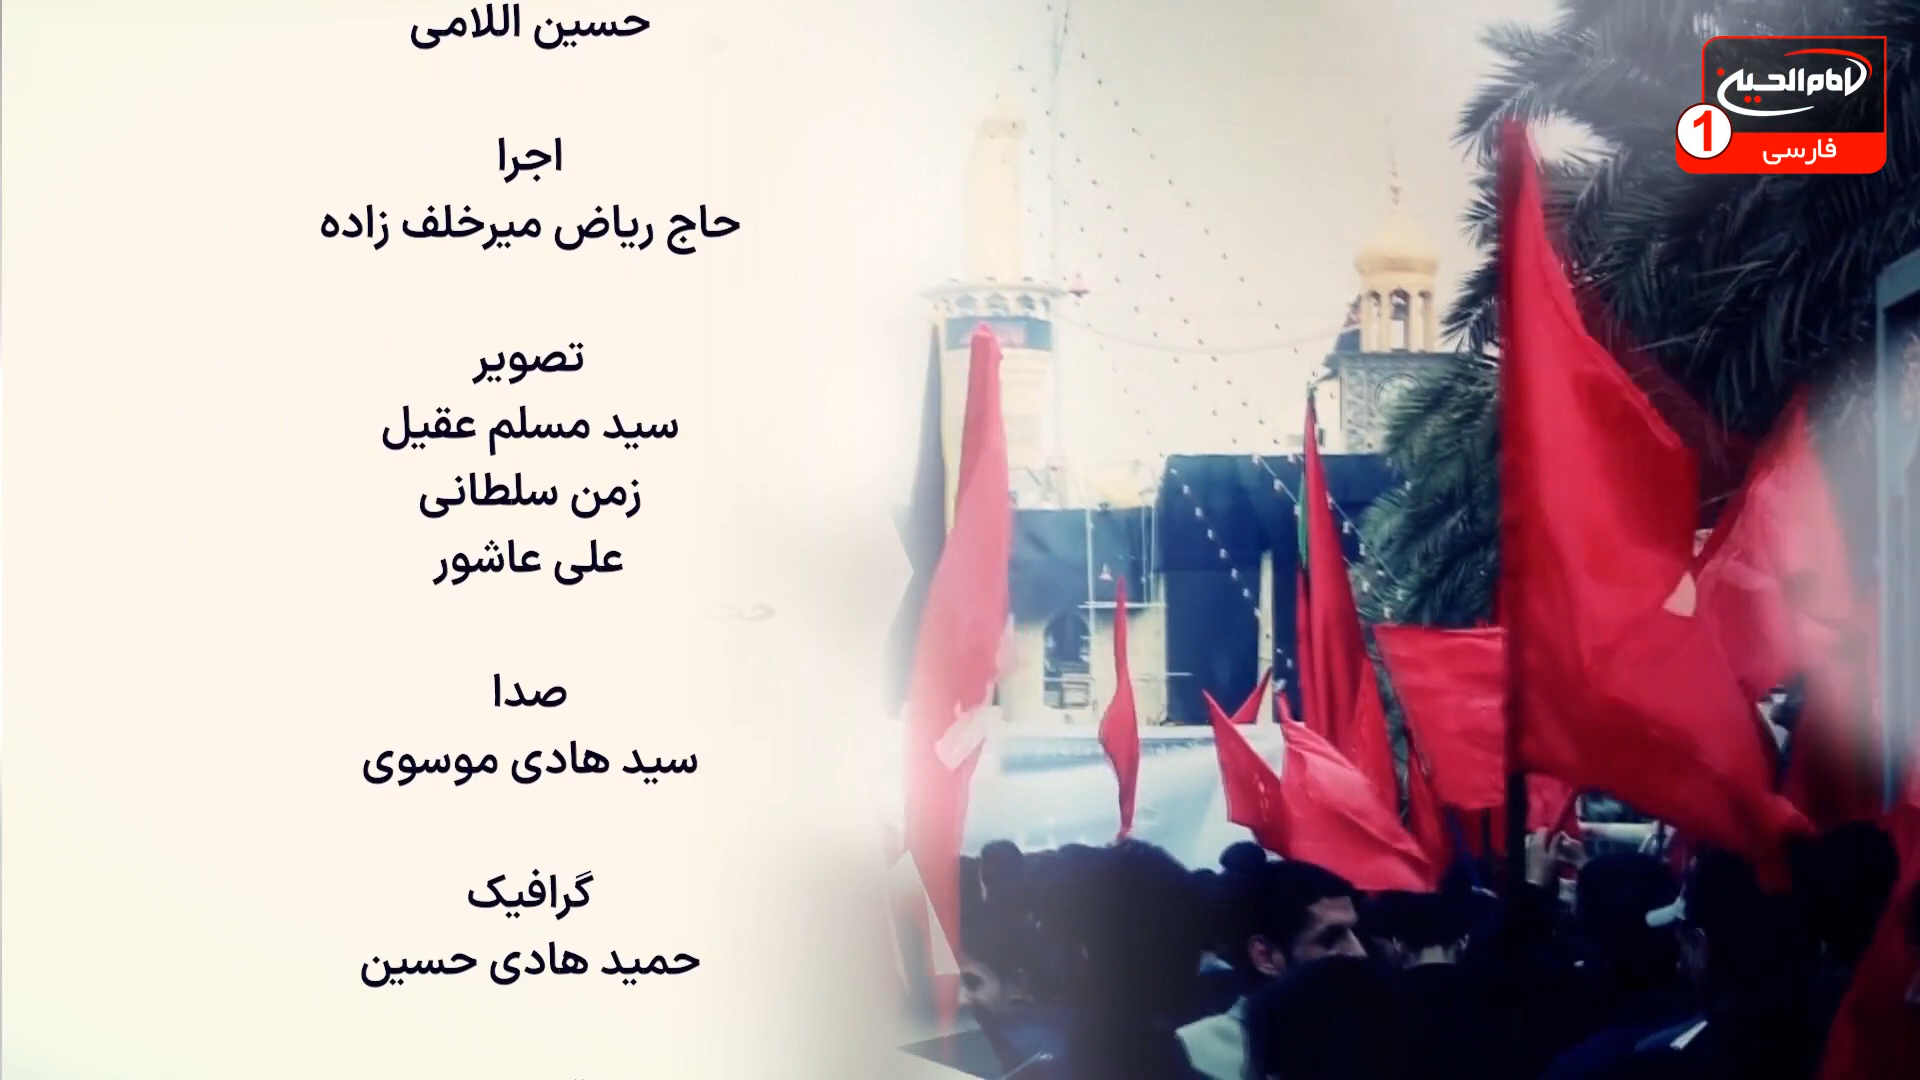 حسین اللامی
اجرا
حاج ریاض میرخلف زاده
تصویر
سید مسلم عقیل
زمن سلطانی
علی عاشور
صدا
سید هادی موسوی
گرافیک
حمید هادی حسین
امام الحسین
1
فارسی